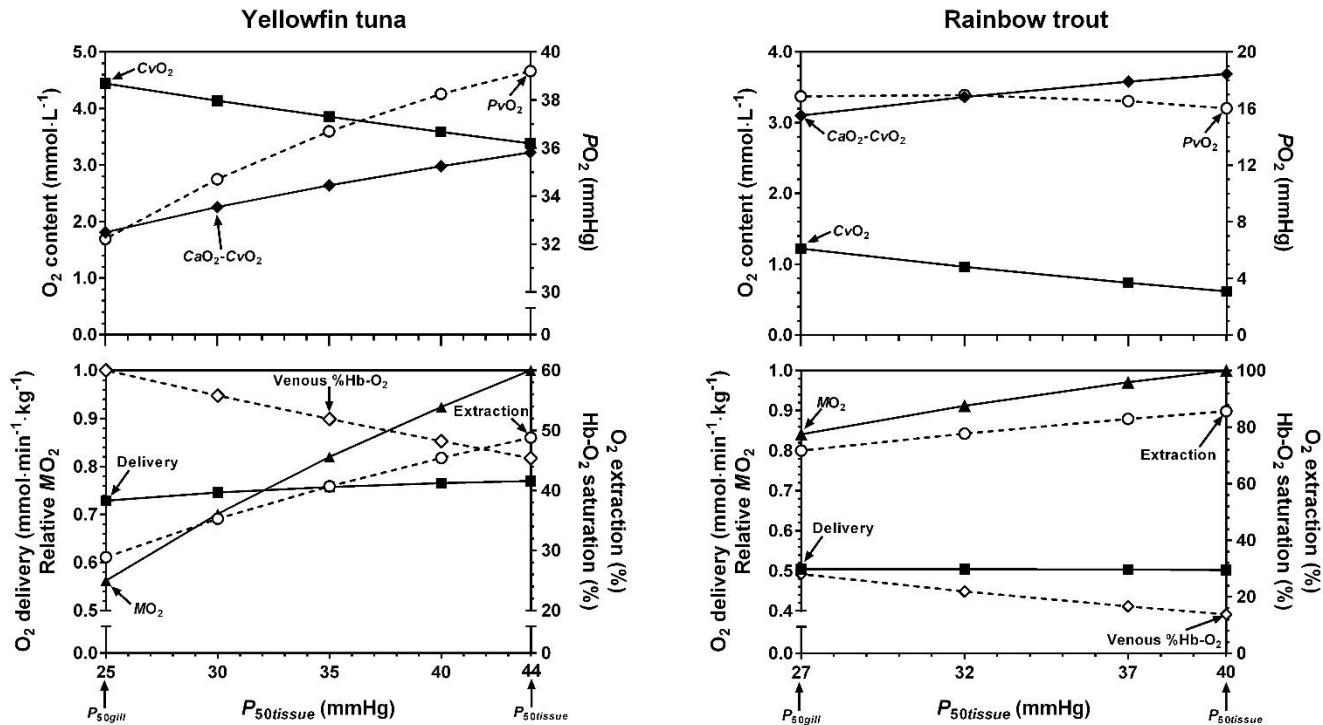 Yellowfin tuna
5.0
4.0
3.0
2.0
1.0
0.0
O2 content (mmol·L-1)
CvO2
PvO2
CaO2-CvO2
40
38
36
34
32
30
0
PO2 (mmHg)
Rainbow trout
4.0
3.0
2.0
1.0
0.0
O2 content (mmol·L-1)
CaO2-CvO2
PvO2
CvO2
20
16
12
8
4
0
PO2 (mmHg)
1.0
0.9
0.8
0.7
0.6
0.5
0.0
O2 delivery (mmol·min-1·kg-1)
Relative MO2
Venous %Hb-O2
Extraction
Delivery
MO2
60
50
40
30
20
0
O2 extraction (%)
Hb-O2 saturation (%)
25
30
35
40
44
P50gill
P50tissue (mmHg)
P50tissue
1.0
0.9
0.8
0.7
0.6
0.5
0.4
0.0
O2 delivery (mmol·min-1·kg-1)
Relative MO2
MO2
Extraction
Delivery
Venous %Hb-O2
100
80
60
40
20
0
O2 extraction (%)
Hb-O2 saturation (%)
27
32
37
40
P50gill
P50tissue (mmHg)
P50tissue